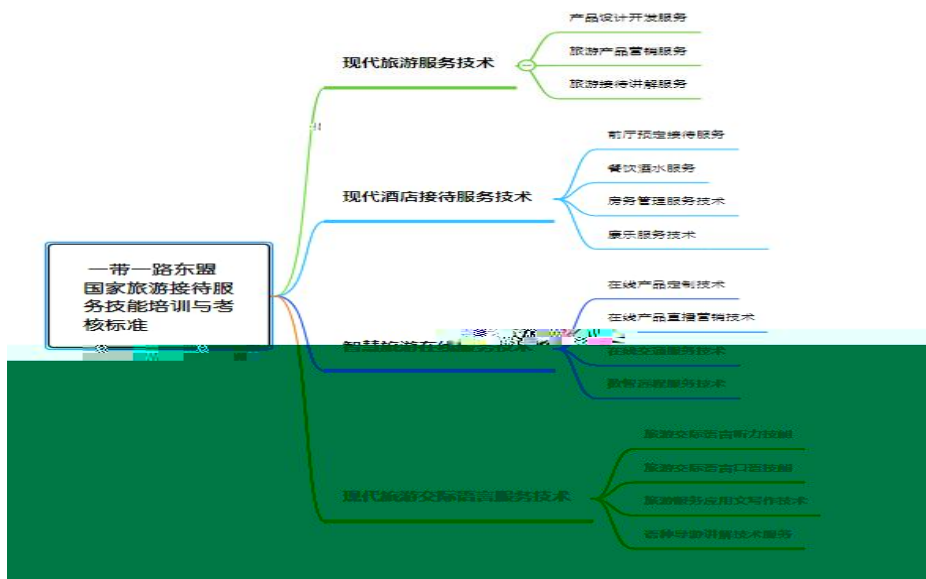 一带一路东盟
国家旅游接待服
务技能培训与考
核标准
现代旅游服务技术
产品设计开发服务
旅游产品营销服务
旅游接待讲解服务
现代酒店接待服务技术
前厅预定接待服务
餐饮酒水服务
房务管理服务技术
康乐服务技术
智慧旅游在线服务技术
在线产品定制技术
在线产品直播营销技术
在线交易服务技术
现代旅游交际语言服务技术
旅游交际语言听力技能
旅游交际语言口语技能
旅游服务应用文写作技术
各种导游讲解技术服务